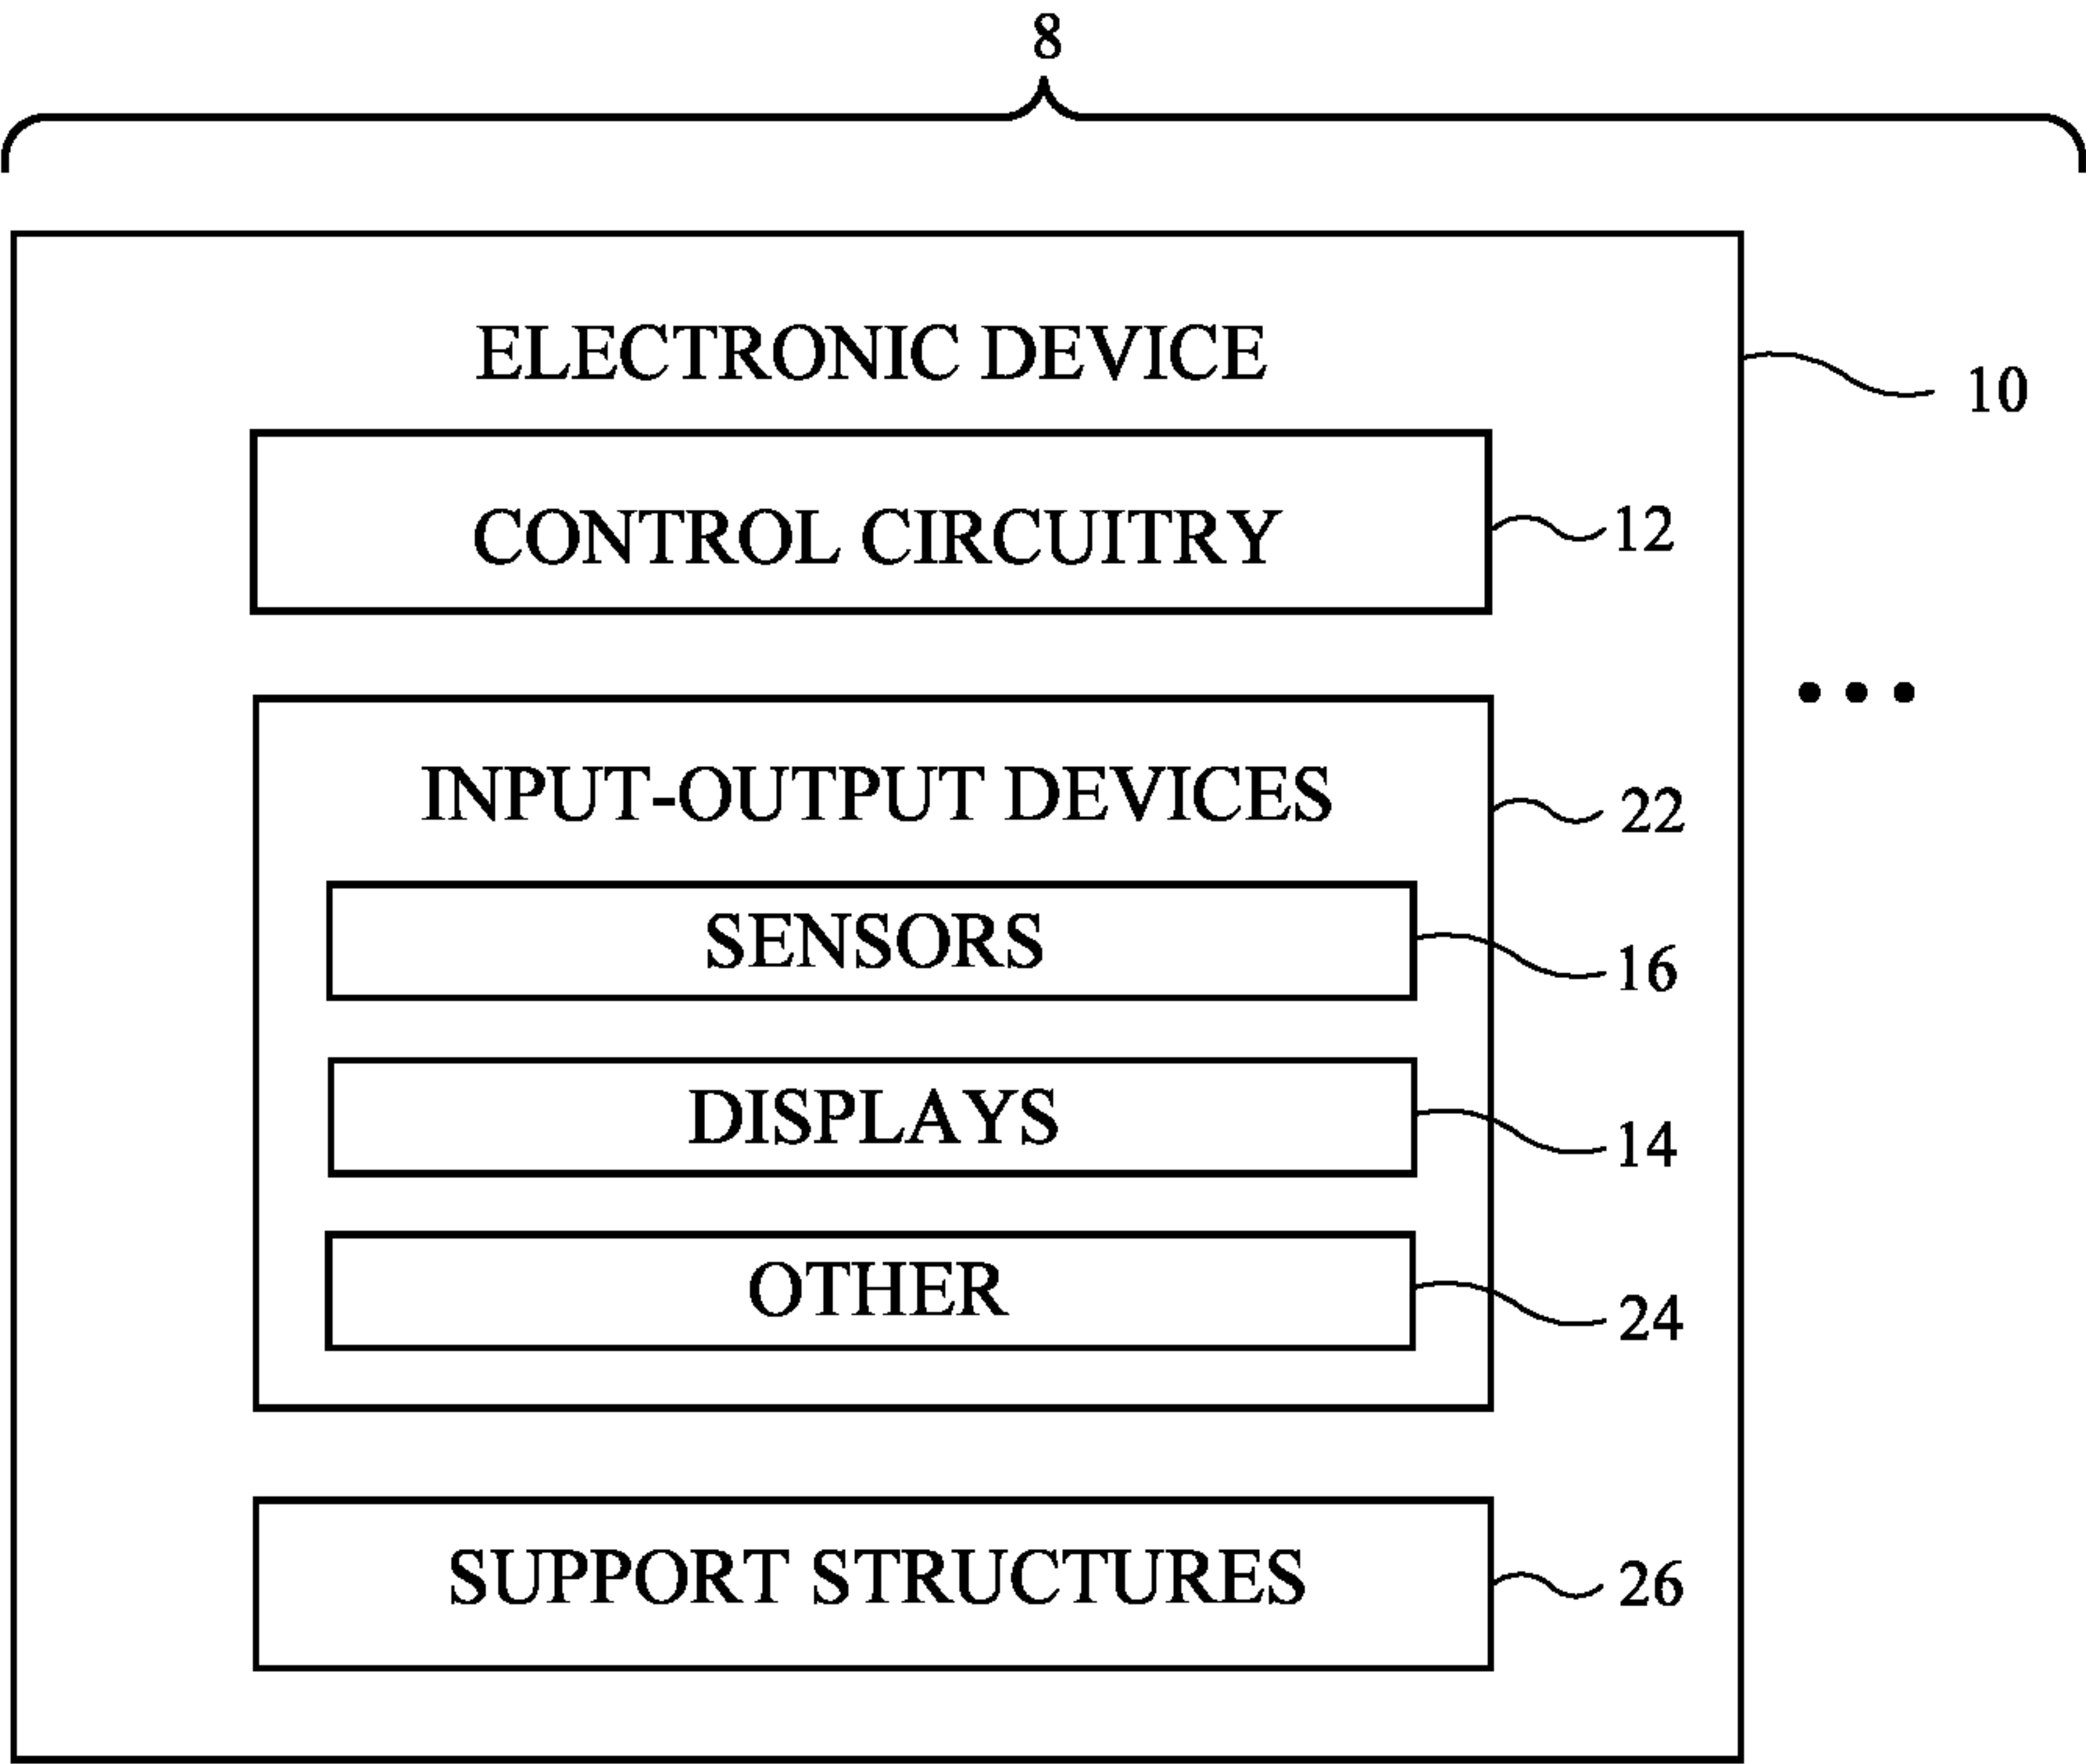 8
ELECTRONIC DEVICE
10
CONTROL CIRCUITRY
12
INPUT-OUTPUT DEVICES
22
SENSORS
16
DISPLAYS
14
OTHER
24
SUPPORT STRUCTURES
26